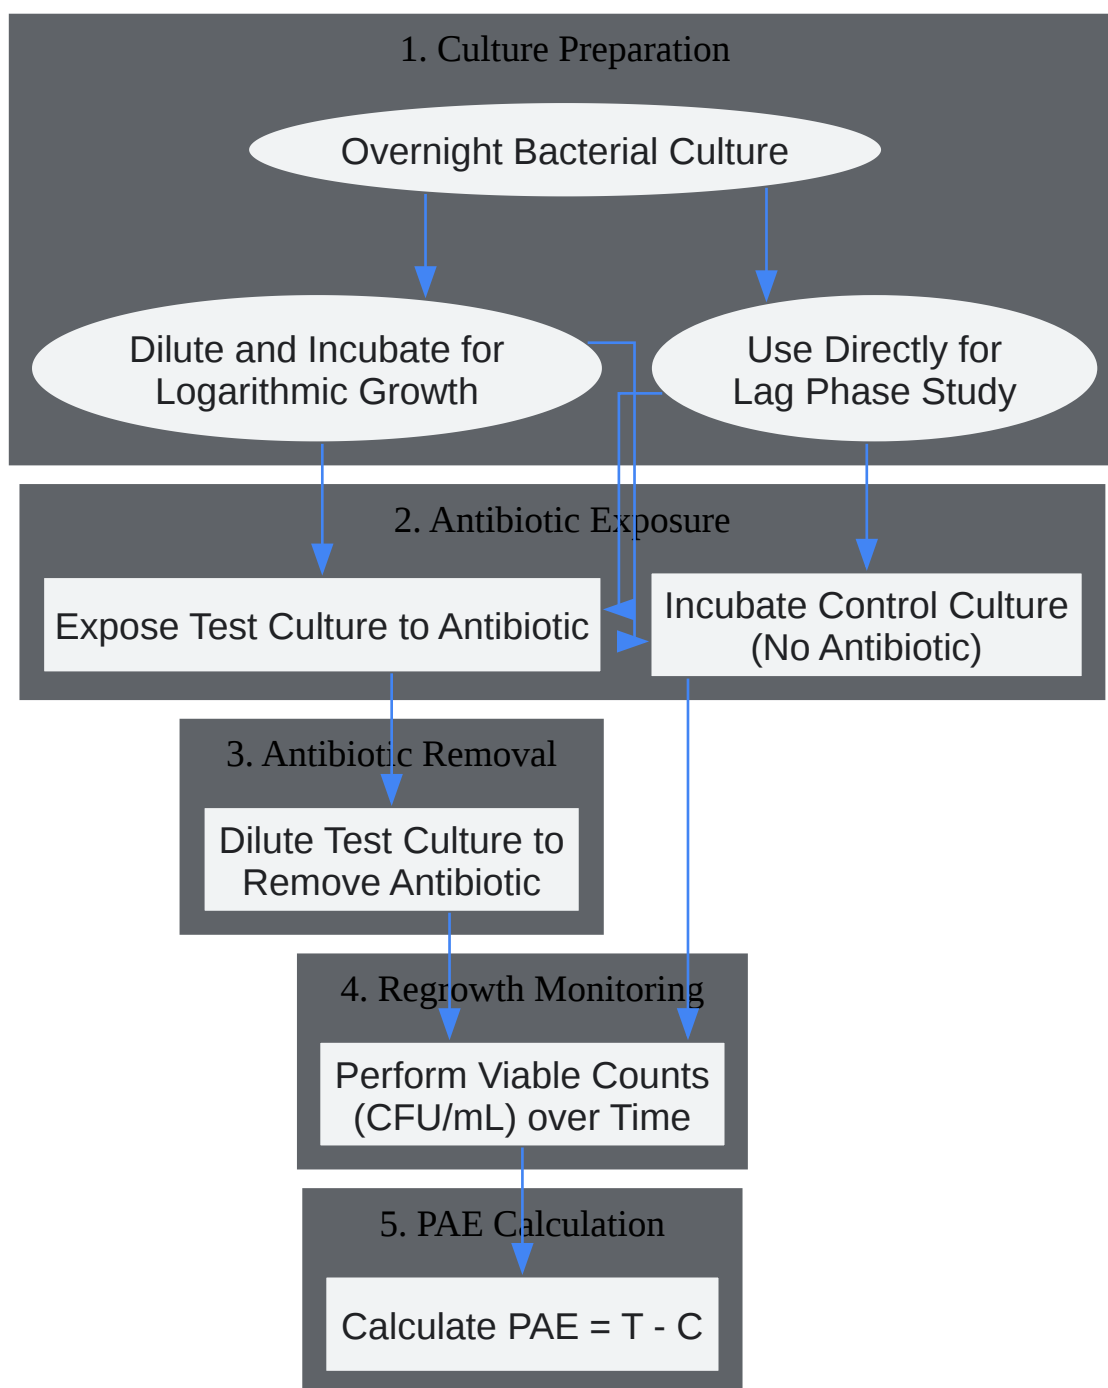 1. Culture Preparation
Overnight Bacterial Culture
Dilute and Incubate for
Logarithmic Growth
Use Directly for
Lag Phase Study
2. Antibiotic Exposure
Expose Test Culture to Antibiotic
Incubate Control Culture
(No Antibiotic)
3. Antibiotic Removal
Dilute Test Culture to
Remove Antibiotic
4. Regrowth Monitoring
Perform Viable Counts
(CFU/mL) over Time
5. PAE Calculation
Calculate PAE = T - C